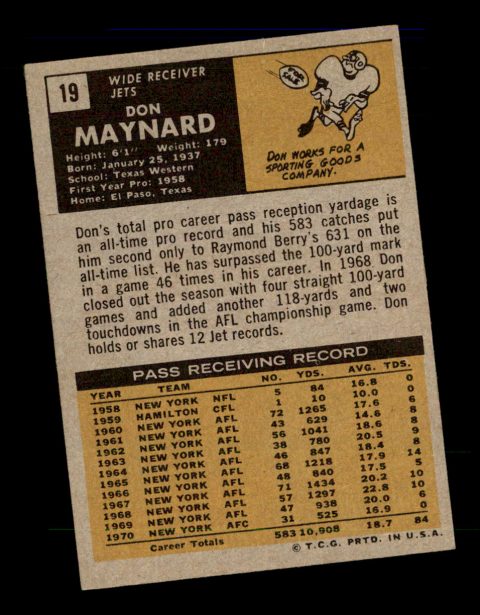 19
WIDE RECEIVER
JETS
DON
MAYNARD
Height: 6'1" Weight: 179
Born: January 25, 1937
School: Texas Western
First Year Pro: 1958
Home: El Paso, Texas
FOR
SALE
DON WORKS FOR A
SPORTING GOODS
COMPANY.
Don's total pro career pass reception yardage is
an all-time pro record and his 583 catches put
him second only to Raymond Berry's 631 on the
all-time list. He has surpassed the 100-yard mark
in a game 46 times in his career. In 1968 Don
closed out the season with four straight 100-yard
games and added another 118-yards and two
touchdowns in the AFL championship game. Don
holds or shares 12 Jet records.
PASS RECEIVING RECORD
YEAR TEAM NO. YDS. AVG. TDS.
1958 NEW YORK NFL 5 84 16.8 0
1959 HAMILTON CFL 1 10 10.0 0
1960 NEW YORK AFL 72 1265 17.6 6
1961 NEW YORK AFL 43 629 14.6 8
1962 NEW YORK AFL 56 1041 18.6 8
1963 NEW YORK AFL 38 780 20.5 9
1964 NEW YORK AFL 46 847 18.4 8
1965 NEW YORK AFL 68 1218 17.9 14
1966 NEW YORK AFL 48 840 17.5 5
1967 NEW YORK AFL 71 1434 20.2 10
1968 NEW YORK AFL 57 1297 22.8 10
1969 NEW YORK AFL 47 938 20.0 6
1970 NEW YORK AFC 31 525 16.9 0
Career Totals 583 10,908 18.7 84
© T.C.G. PRTD. IN U.S.A.